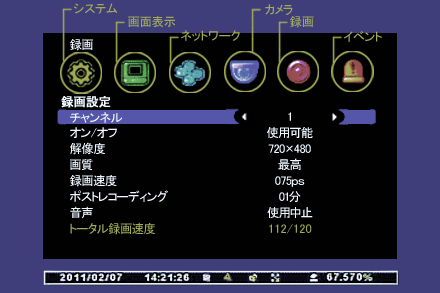 システム
画面表示
ネットワーク
カメラ
録画
イベント
録画
録画設定
チャンネル 1
オン/オフ 使用可能
解像度 720×480
画質 最高
録画速度 075ps
ポストレコーディング 01分
音声 使用中止
トータル録画速度 112/120
2011/02/07 14:21:26 67.570%